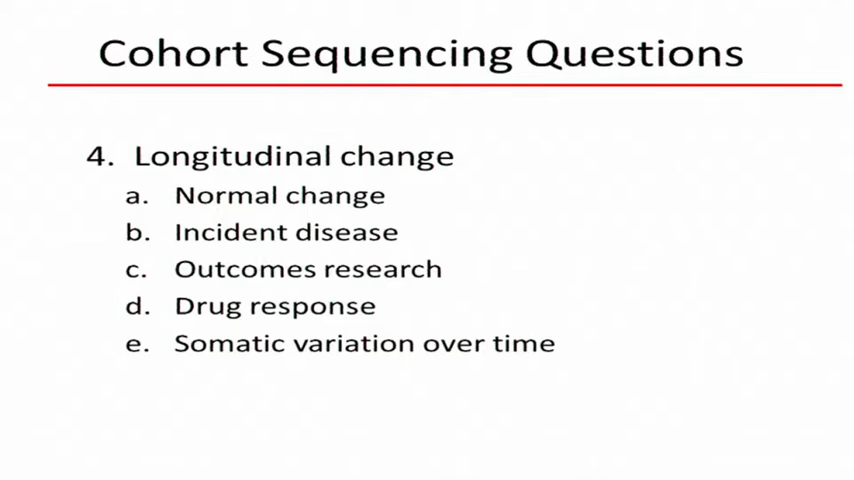 Cohort Sequencing Questions
4. Longitudinal change
a. Normal change
b. Incident disease
c. Outcomes research
d. Drug response
e. Somatic variation over time